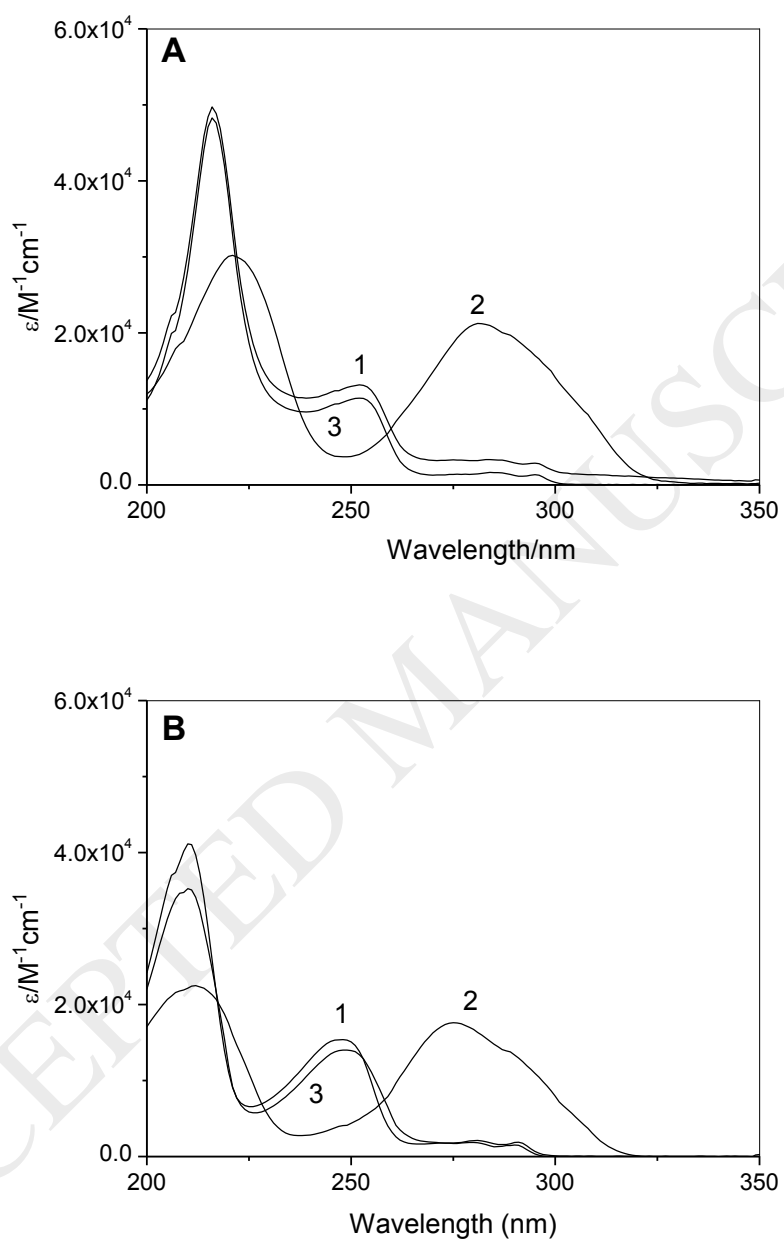 A
6.0x10⁴
4.0x10⁴
2.0x10⁴
0.0
ε/M⁻¹cm⁻¹
1
2
3
200
250
300
350
Wavelength/nm
B
6.0x10⁴
4.0x10⁴
2.0x10⁴
0.0
ε/M⁻¹cm⁻¹
1
2
3
200
250
300
350
Wavelength (nm)
CEPTED MANUSC